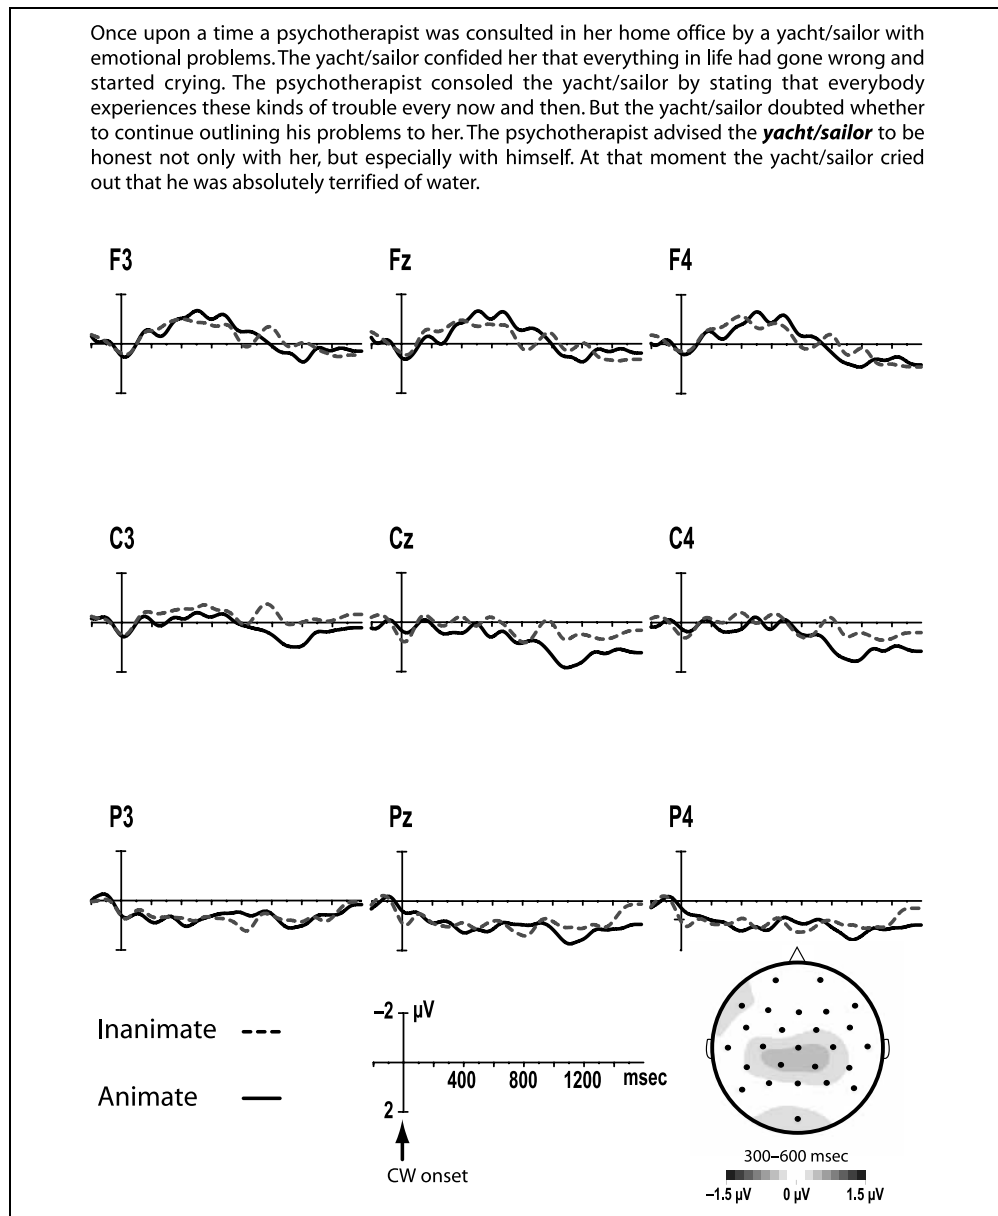 Once upon a time a psychotherapist was consulted in her home office by a yacht/sailor with
emotional problems. The yacht/sailor confided her that everything in life had gone wrong and
started crying. The psychotherapist consoled the yacht/sailor by stating that everybody
experiences these kinds of trouble every now and then. But the yacht/sailor doubted whether
to continue outlining his problems to her. The psychotherapist advised the yacht/sailor to be
honest not only with her, but especially with himself. At that moment the yacht/sailor cried
out that he was absolutely terrified of water.
F3 Fz F4
C3 Cz C4
P3 Pz P4
Inanimate
Animate
−2 µV
400 800 1200 msec
2
CW onset
300–600 msec
−1.5 µV 0 µV 1.5 µV